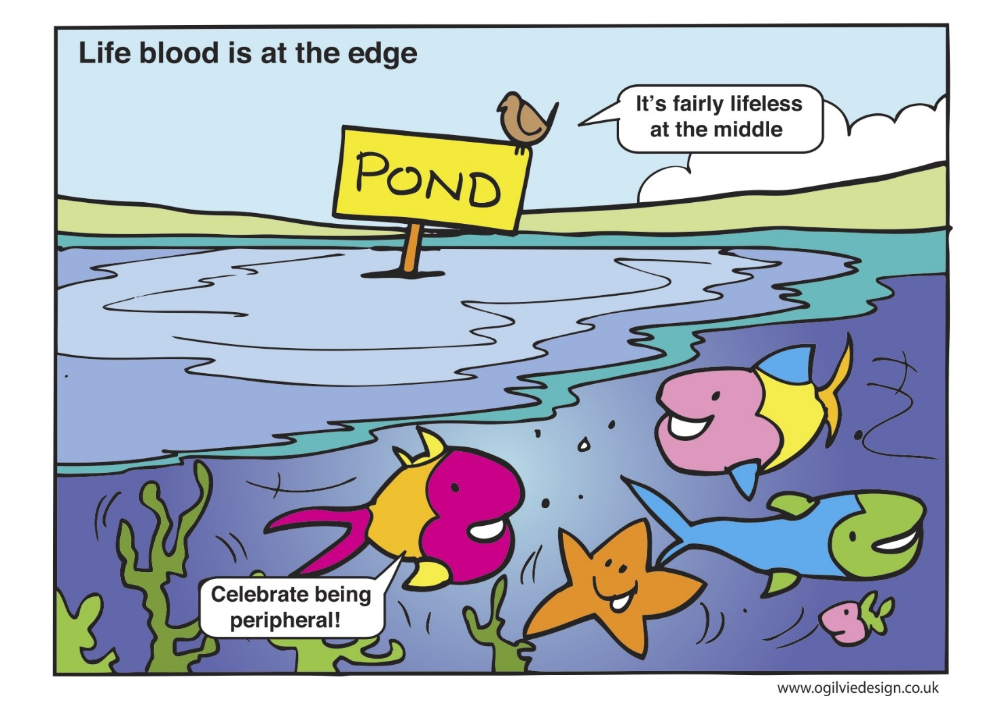 Life blood is at the edge
It's fairly lifeless
at the middle
POND
Celebrate being
peripheral!
www.ogilviedesign.co.uk